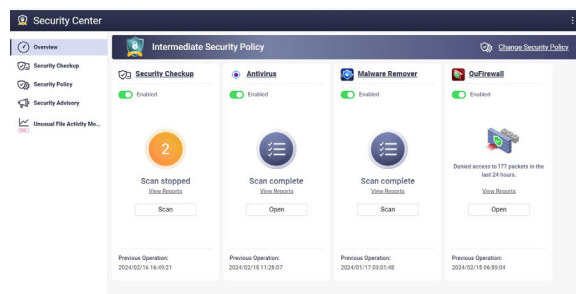 Security Center
Overview
Security Checkup
Security Policy
Security Advisory
Unusual File Activity Mo...
Intermediate Security Policy
Change Security Policy
Security Checkup
Enabled
2
Scan stopped
View Reports
Scan
Previous Operation:
2024/02/16 16:49:21
Antivirus
Enabled
Scan complete
View Reports
Open
Previous Operation:
2024/02/15 11:25:07
Malware Remover
Enabled
Scan complete
View Reports
Scan
Previous Operation:
2024/01/17 03:01:48
QuFirewall
Enabled
Denied access to 177 packets in the
last 24 hours.
View Reports
Open
Previous Operation:
2024/02/15 06:59:04